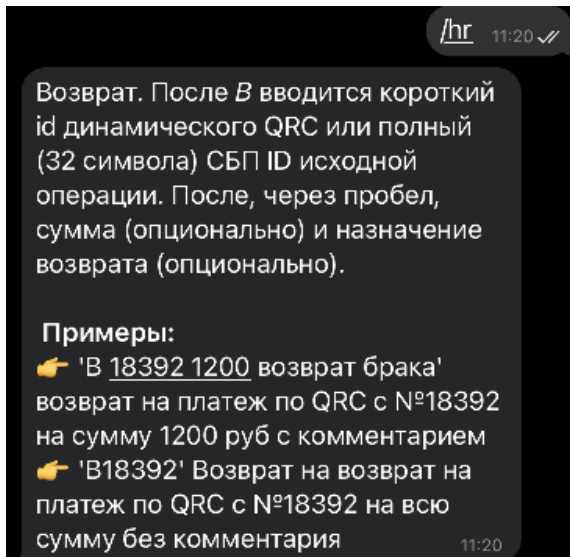 /hr 11:20
Возврат. После В вводится короткий
id динамического QRC или полный
(32 символа) СБП ID исходной
операции. После, через пробел,
сумма (опционально) и назначение
возврата (опционально).
Примеры:
👉 'В 18392 1200 возврат брака'
возврат на платеж по QRC с №18392
на сумму 1200 руб с комментарием
👉 'В18392' Возврат на возврат на
платеж по QRC с №18392 на всю
сумму без комментария 11:20